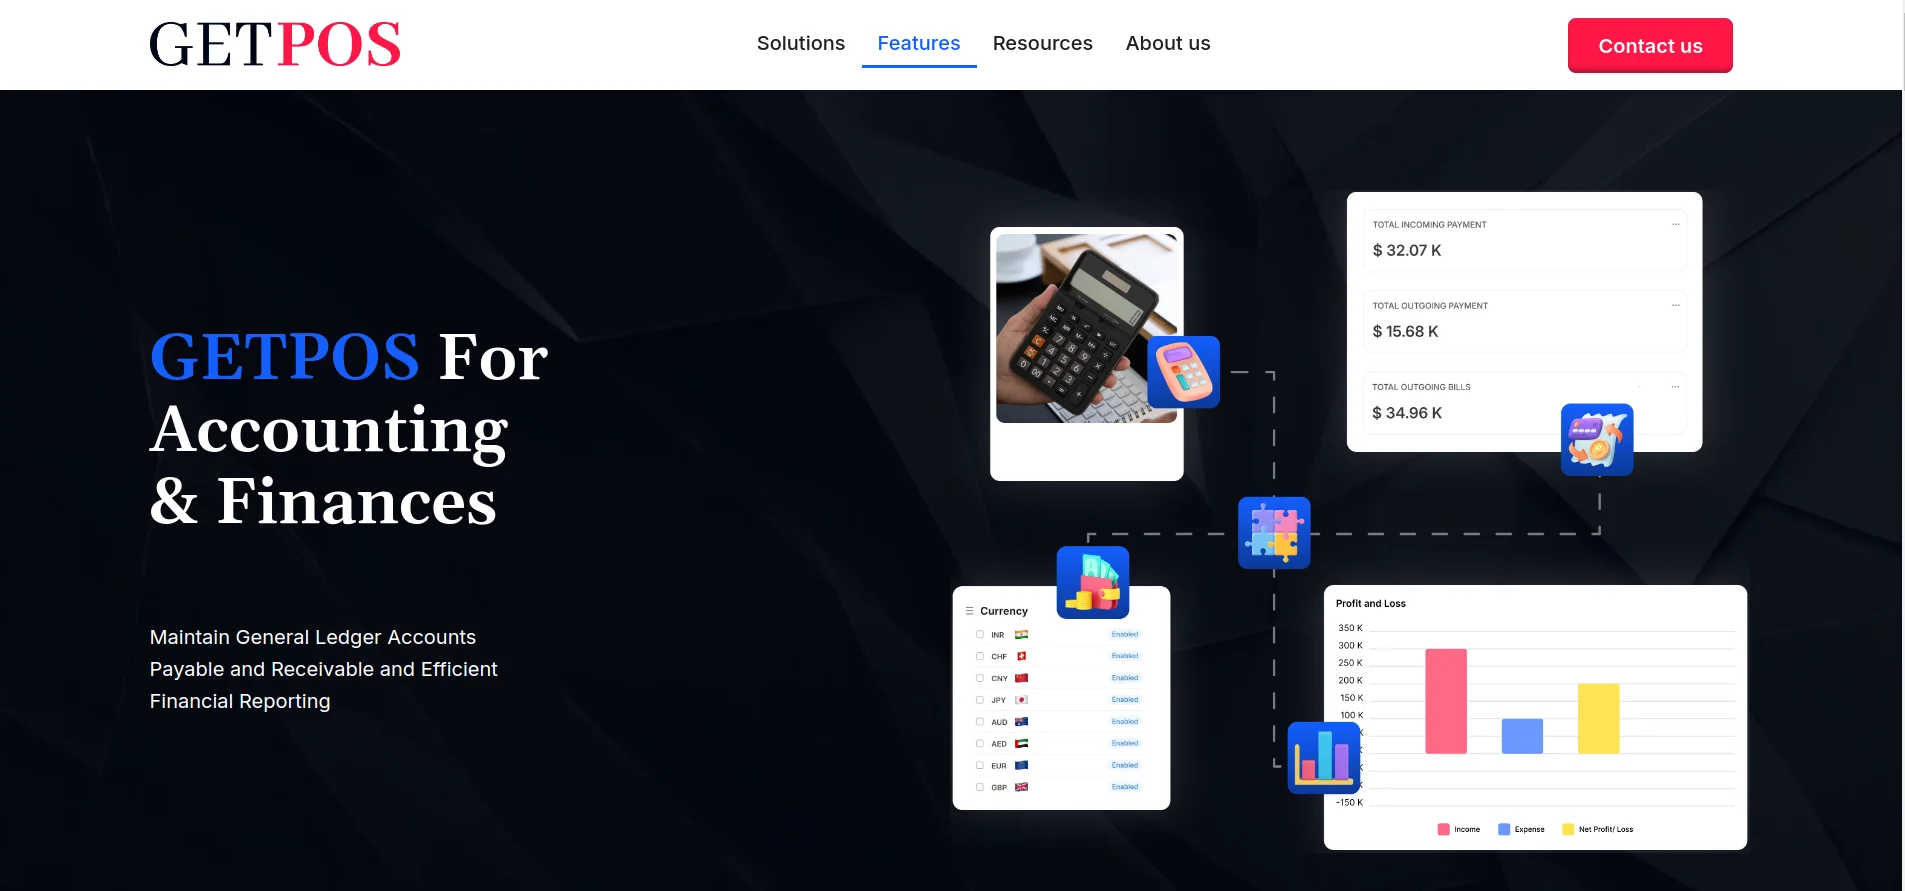 GETPOS
Solutions
Features
Resources
About us
Contact us
GETPOS For
Accounting
& Finances
Maintain General Ledger Accounts
Payable and Receivable and Efficient
Financial Reporting
TOTAL INCOMING PAYMENT
$ 32.07 K
TOTAL OUTGOING PAYMENT
$ 15.68 K
TOTAL OUTGOING BILLS
$ 34.96 K
Currency
INR Enabled
CHF Enabled
CNY Enabled
JPY Enabled
AUD Enabled
AED Enabled
EUR Enabled
GBP Enabled
Profit and Loss
350 K
300 K
250 K
200 K
150 K
100 K
-150 K
Income
Expense
Net Profit/ Loss